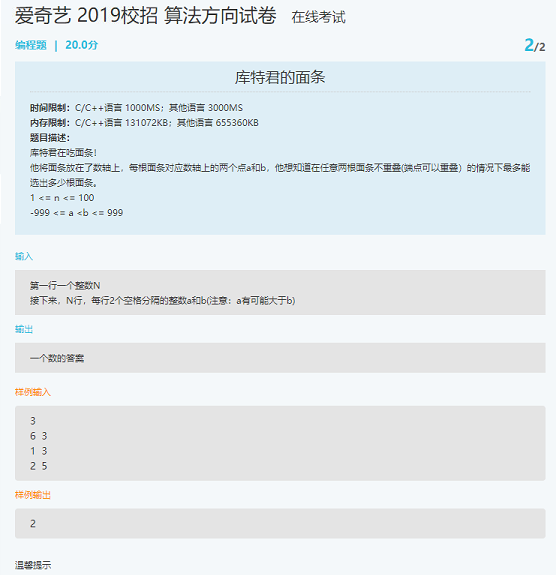 爱奇艺 2019校招 算法方向试卷 在线考试
编程题 | 20.0分 2/2
库特君的面条
时间限制：C/C++语言 1000MS；其他语言 3000MS
内存限制：C/C++语言 131072KB；其他语言 655360KB
题目描述：
库特君在吃面条！
他将面条放在了数轴上，每根面条对应数轴上的两个点a和b，他想知道在任意两根面条不重叠(端点可以重叠）的情况下最多能
选出多少根面条。
1 <= n <= 100
-999 <= a <b <= 999
输入
第一行一个整数N
接下来，N行，每行2个空格分隔的整数a和b(注意：a有可能大于b)
输出
一个数的答案
样例输入
3
6 3
1 3
2 5
样例输出
2
温馨提示